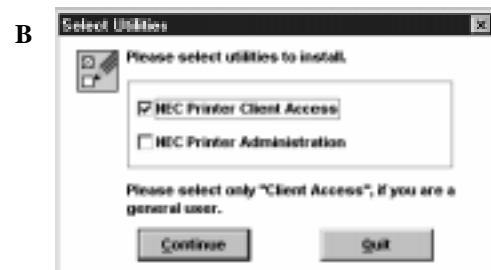 B
Select Utilities
Please select utilities to install.
NEC Printer Client Access
NEC Printer Administration
Please select only "Client Access", if you are a
general user.
Continue
Quit